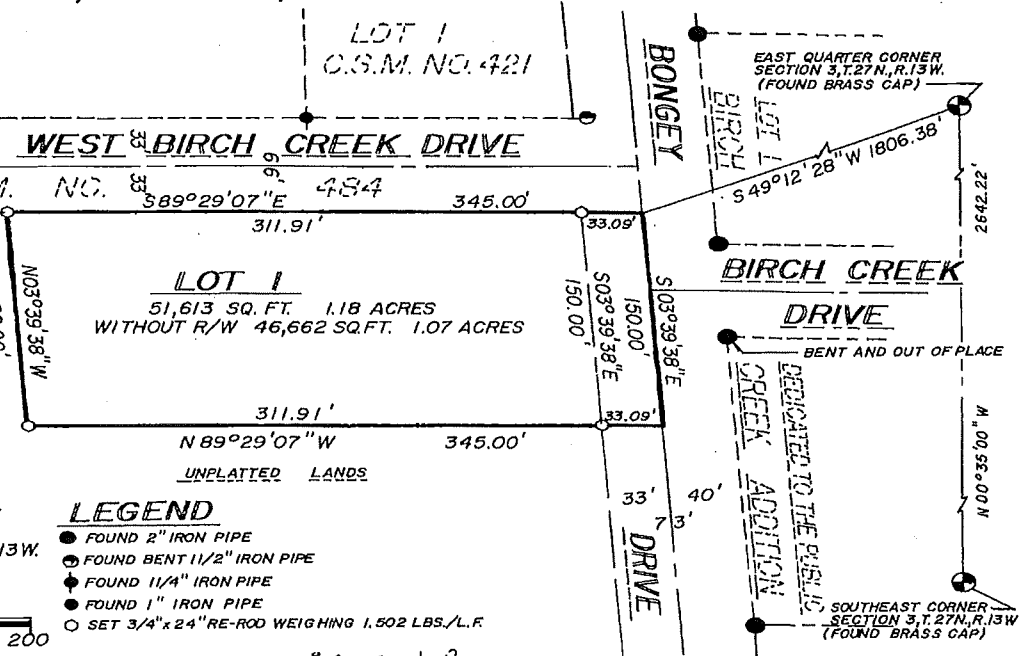 LOT 1
C.S.M. NO. 421
BONGEY
LOT 1
BIRCH
EAST QUARTER CORNER
SECTION 3, T.27N., R.13W.
(FOUND BRASS CAP)
WEST BIRCH CREEK DRIVE
33'
33'
66'
NO. 484
S 49°12'28"W 1806.38'
2642.22'
S89°29'07"E 345.00'
311.91'
33.09'
N03°39'38"W
LOT 1
51,613 SQ. FT. 1.18 ACRES
WITHOUT R/W 46,662 SQ.FT. 1.07 ACRES
S03°39'38"E
150.00'
150.00'
S 03°39'38"E
BIRCH CREEK
DRIVE
BENT AND OUT OF PLACE
311.91'
33.09'
N 89°29'07"W 345.00'
UNPLATTED LANDS
CREEK ADDITION
DEDICATED TO THE PUBLIC
N 00°35'00"W
33'
40'
73'
DRIVE
LEGEND
FOUND 2" IRON PIPE
13W.
FOUND BENT 1 1/2" IRON PIPE
FOUND 1 1/4" IRON PIPE
FOUND 1" IRON PIPE
SET 3/4" x 24" RE-ROD WEIGHING 1.502 LBS./L.F.
200
SOUTHEAST CORNER
SECTION 3, T.27N., R.13W
(FOUND BRASS CAP)